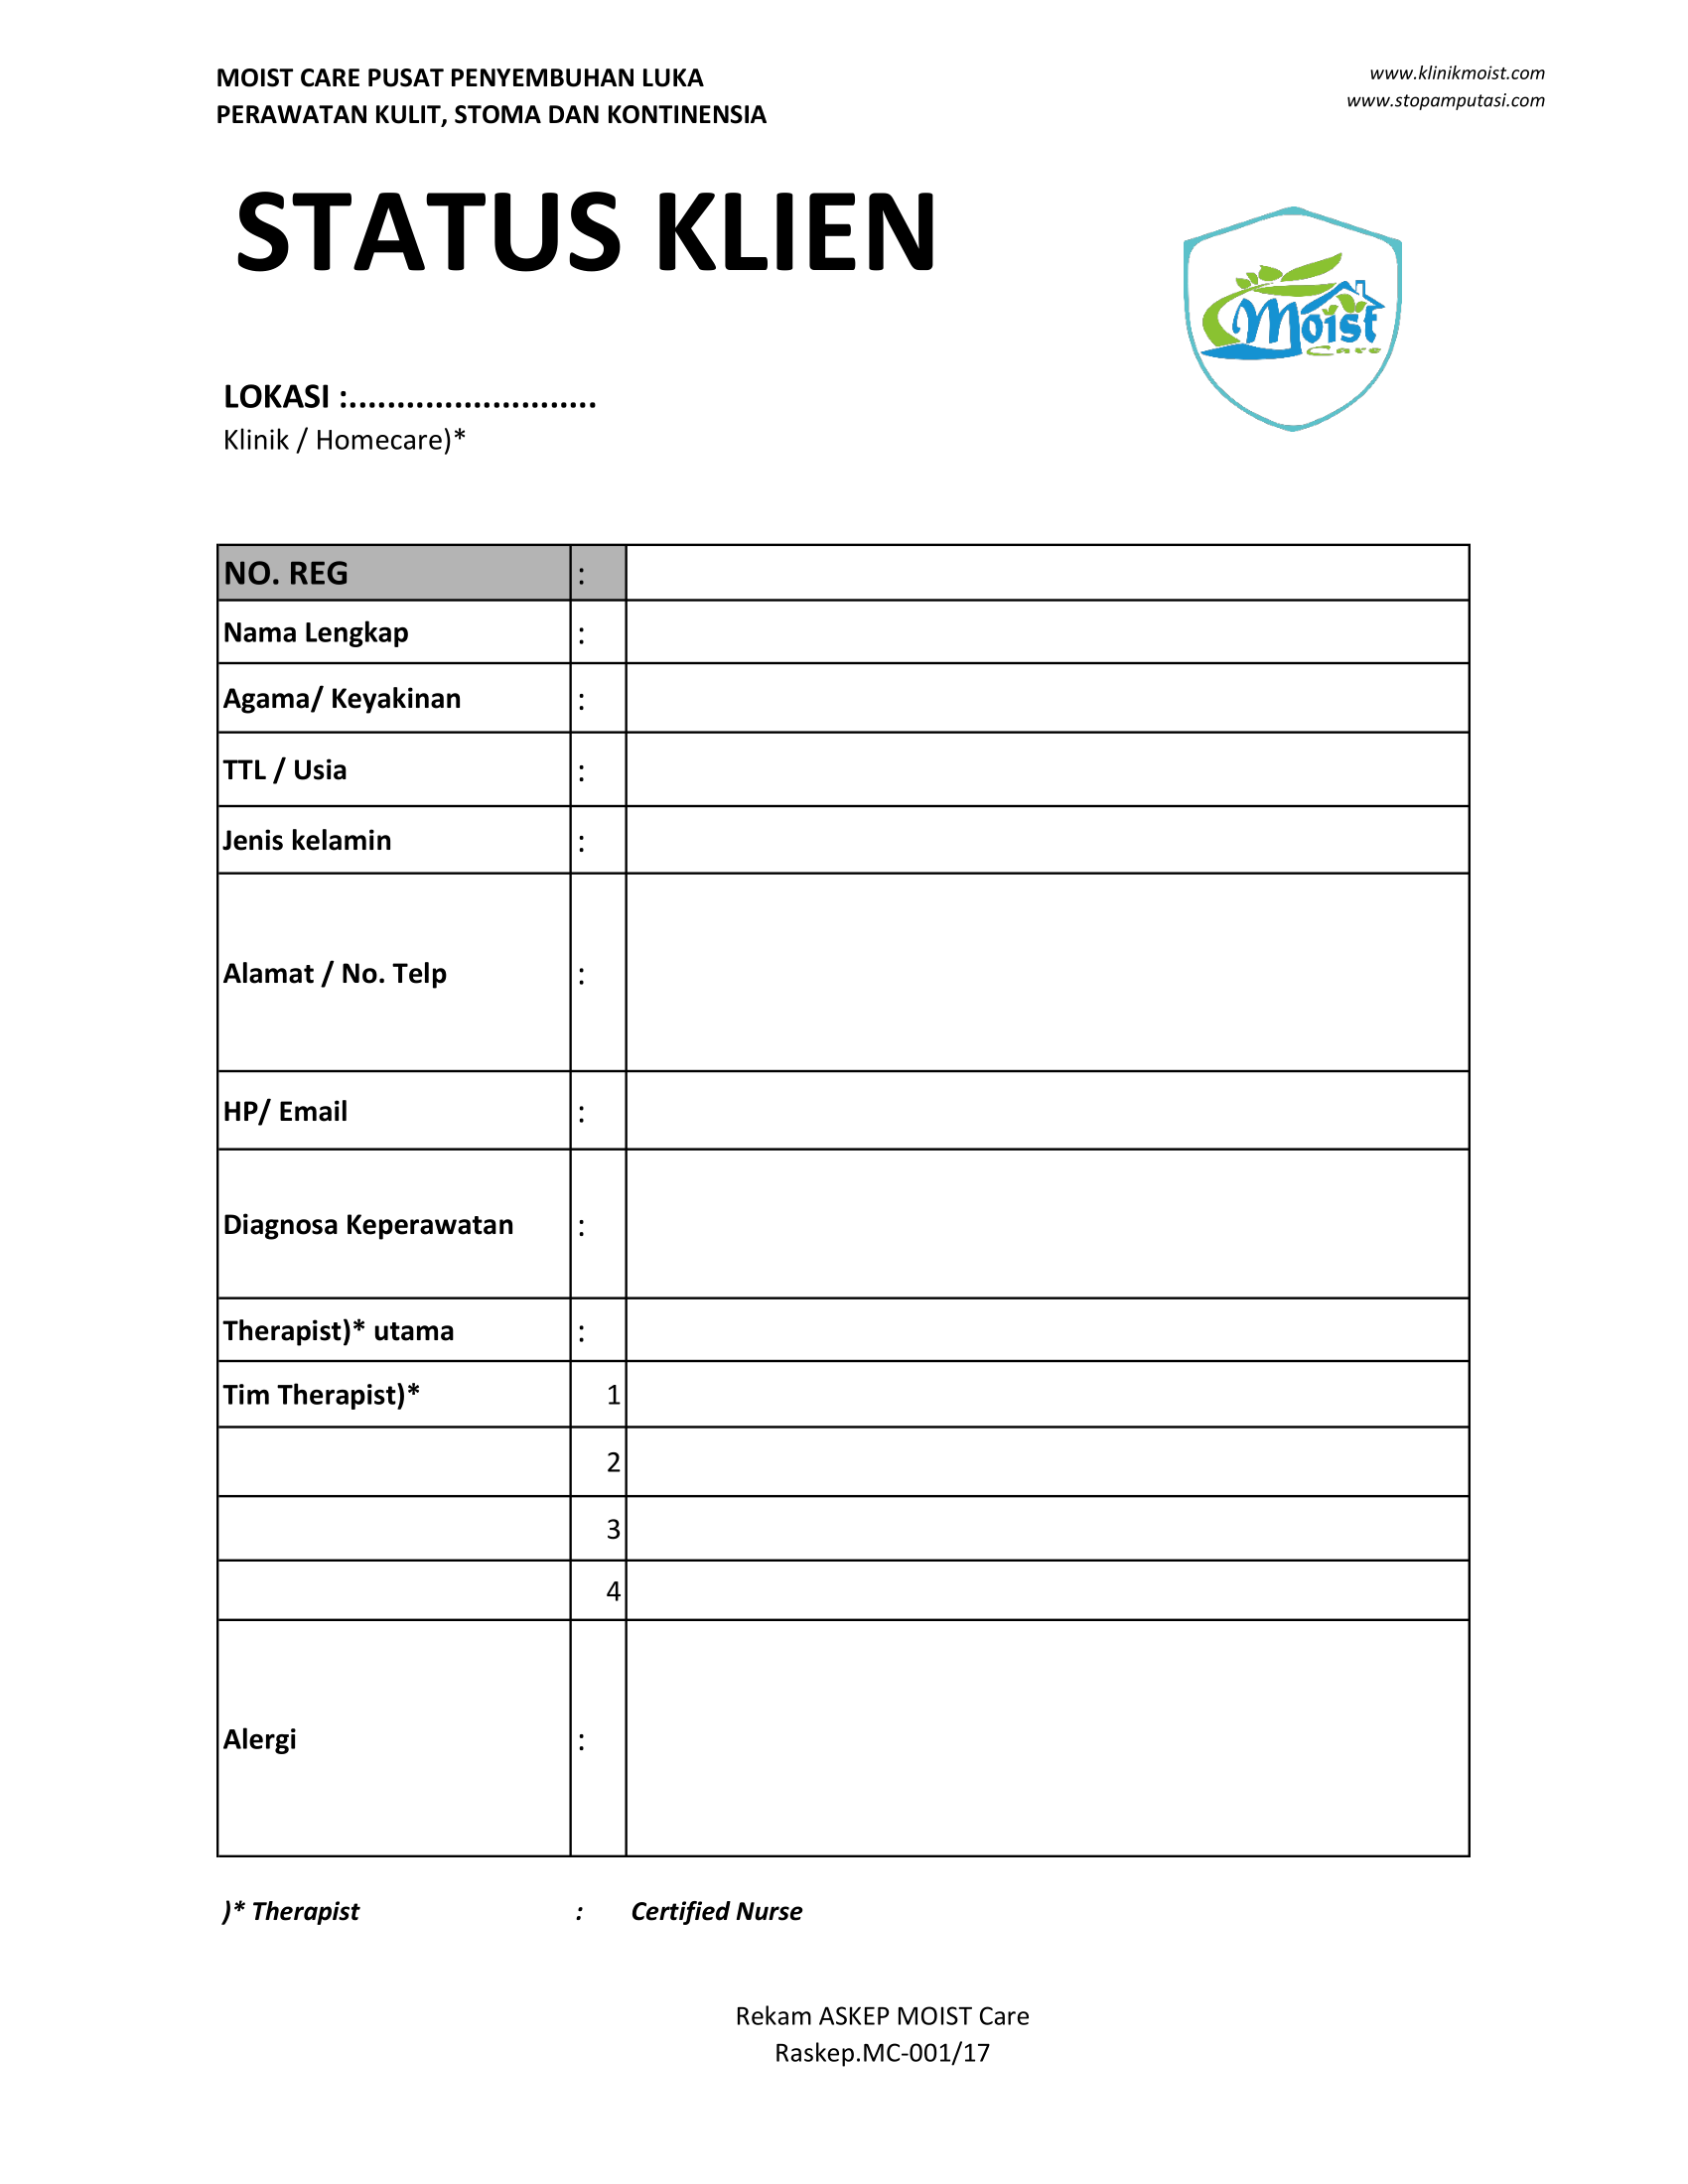 MOIST CARE PUSAT PENYEMBUHAN LUKA
PERAWATAN KULIT, STOMA DAN KONTINENSIA
www.klinikmoist.com
www.stopamputasi.com
STATUS KLIEN
Moist
Care
LOKASI :..........................
Klinik / Homecare)*
NO. REG :
Nama Lengkap :
Agama/ Keyakinan :
TTL / Usia :
Jenis kelamin :
Alamat / No. Telp :
HP/ Email :
Diagnosa Keperawatan :
Therapist)* utama :
Tim Therapist)* 1
2
3
4
Alergi :
)* Therapist : Certified Nurse
Rekam ASKEP MOIST Care
Raskep.MC-001/17